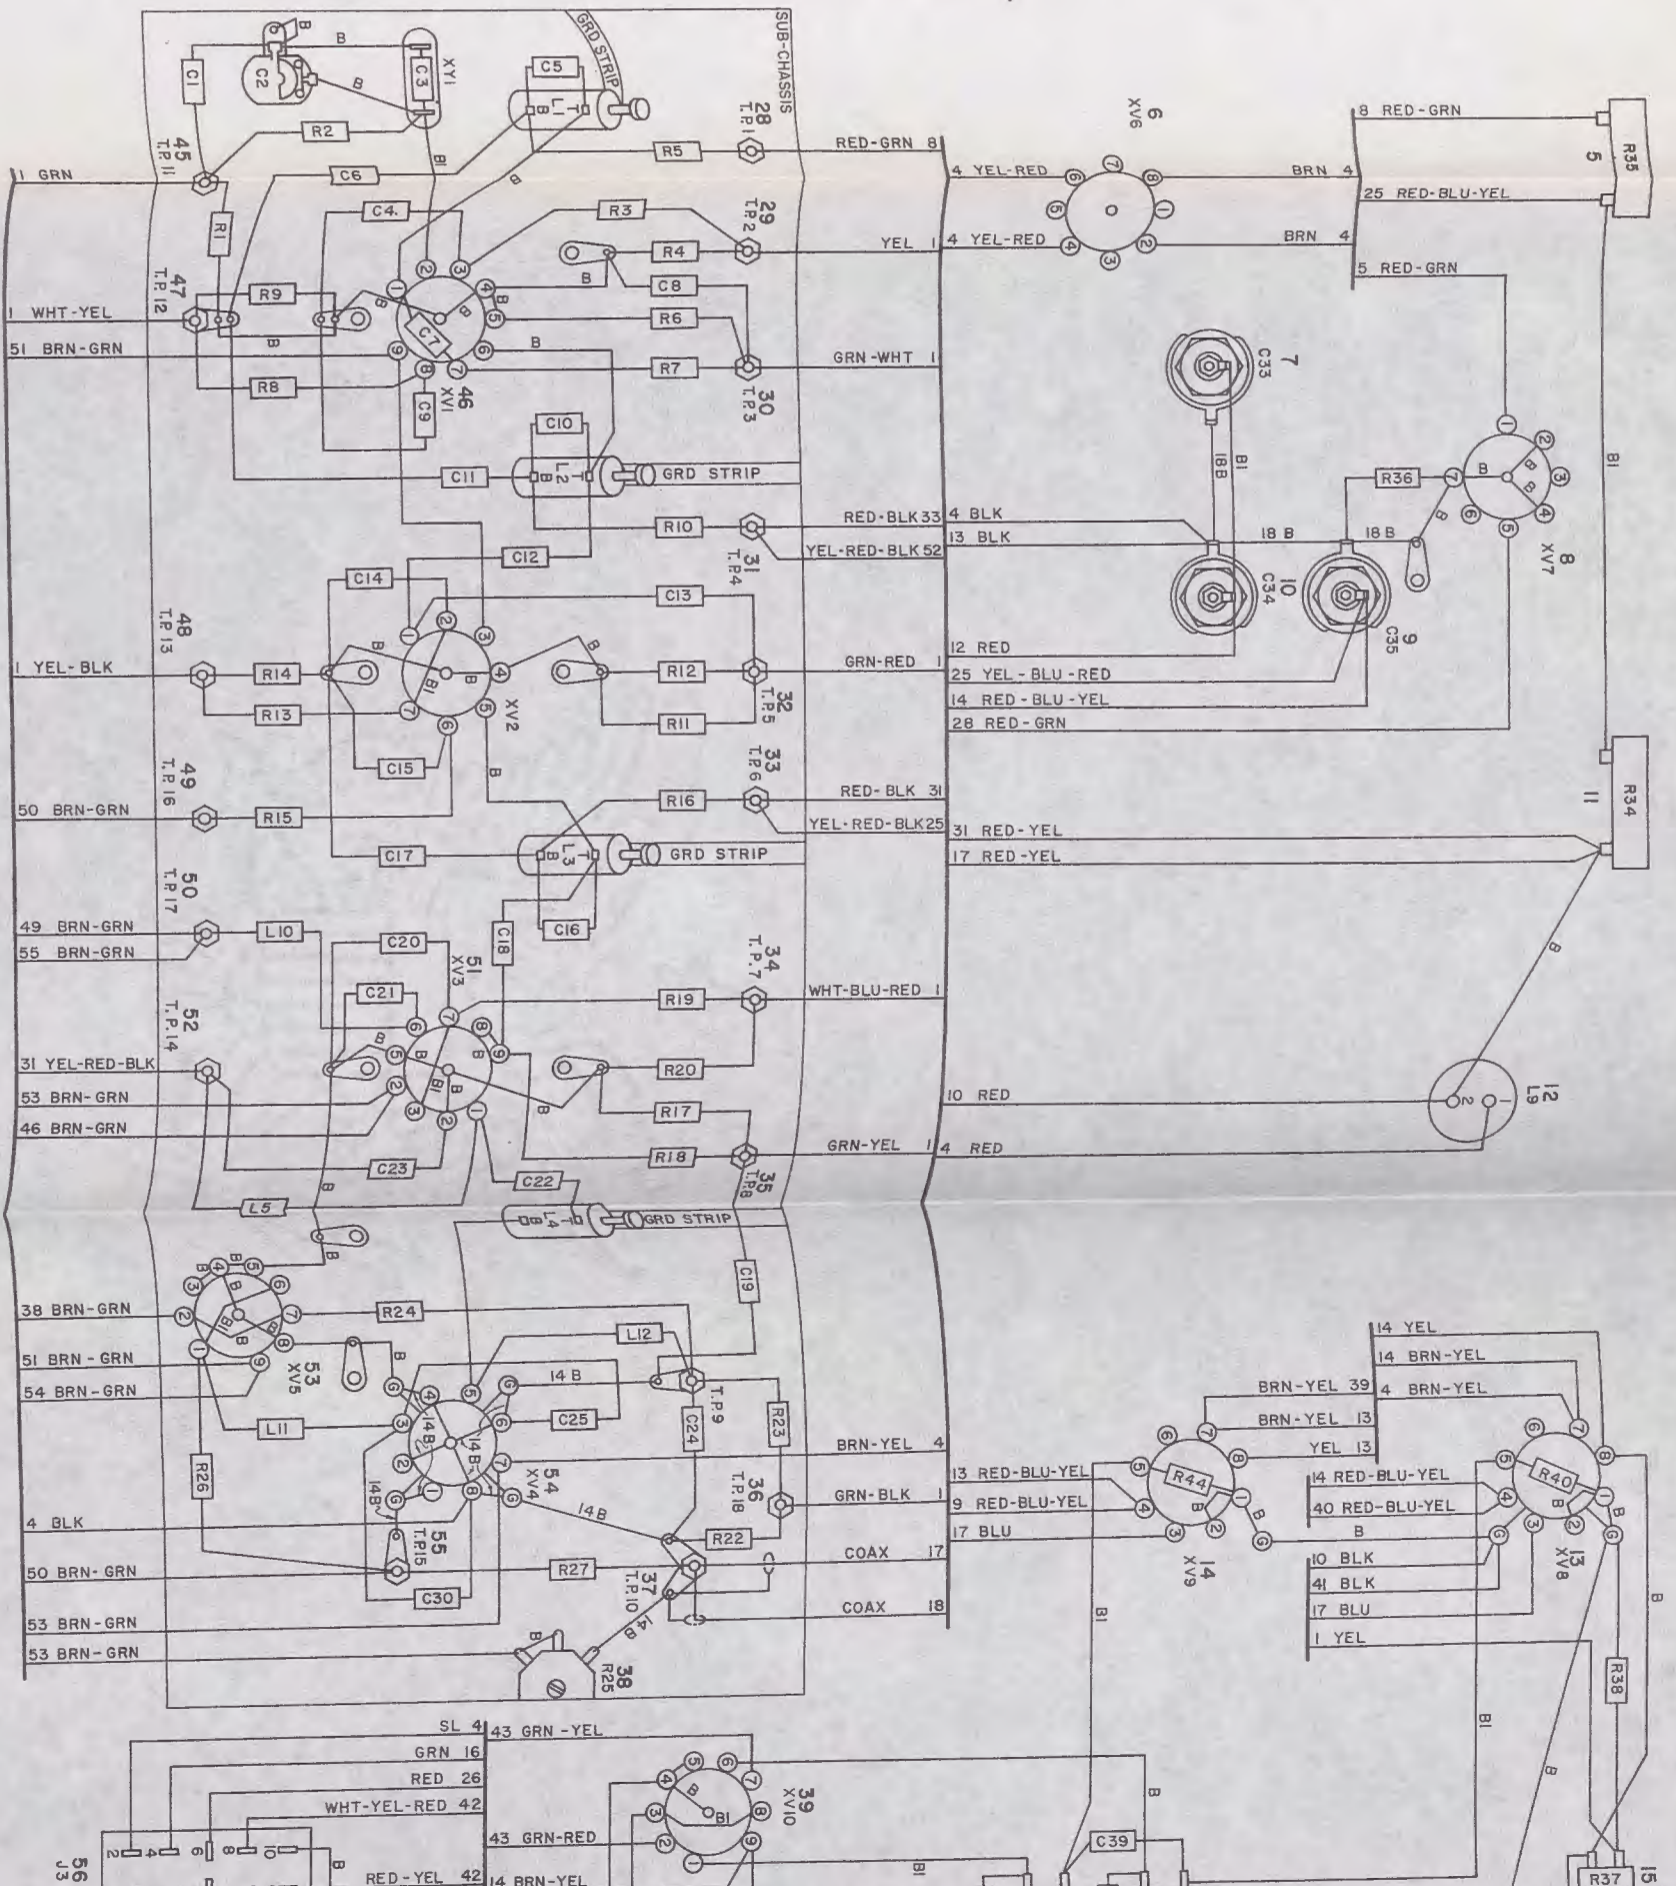 SUB-CHASSIS
GRD STRIP
B
C1
C2
B
B
C3
XY1
C5
T L1 B
28
T.P.1
R2
R5
RED-GRN 8
45
T.P.11
1 GRN
C6
B1
B
R1
C4.
R3
29
T.P.2
R4
YEL 1
C8
47
T.P.12
R9
1 WHT-YEL
51 BRN-GRN
R8
C7
C9
46
XV1
R6
R7
GRN-WHT 1
30
T.P.3
C10
T L2 B
GRD STRIP
C11
R10
RED-BLK 33
YEL-RED-BLK 52
31
T.P.4
C12
C14
C13
48
T.P.13
1 YEL-BLK
R14
R13
B1
XV2
R12
R11
GRN-RED 1
32
T.P.5
C15
49
T.P.16
50 BRN-GRN
R15
R16
33
T.P.6
RED-BLK 31
YEL-RED-BLK 25
C17
T L3 B
GRD STRIP
C16
C18
50
T.P.17
49 BRN-GRN
55 BRN-GRN
L10
C20
51
XV3
C21
R19
34
T.P.7
WHT-BLU-RED 1
52
T.P.14
31 YEL-RED-BLK
53 BRN-GRN
46 BRN-GRN
R20
R17
R18
GRN-YEL 1
35
T.P.8
C23
C22
L5
T L4 B
GRD STRIP
C19
38 BRN-GRN
51 BRN-GRN
54 BRN-GRN
R24
53
XV5
L12
14 B
T.P.9
L11
C25
C24
R23
R26
14B
14B
54
XV4
BRN-YEL 4
36
T.P.18
GRN-BLK 1
4 BLK
14B
55
T.P.15
14B
R22
50 BRN-GRN
R27
COAX 17
37
T.P.10
C30
COAX 18
14B
53 BRN-GRN
53 BRN-GRN
38
R25
6
XV6
4 YEL-RED
4 YEL-RED
BRN 4
BRN 4
8 RED-GRN
25 RED-BLU-YEL
5 RED-GRN
R35
5
7
C33
18B
B1
R36
8
XV7
B1
4 BLK
13 BLK
18 B
18 B
10
C34
9
C35
12 RED
25 YEL-BLU-RED
14 RED-BLU-YEL
28 RED-GRN
R34
11
31 RED-YEL
17 RED-YEL
B
10 RED
4 RED
12
L9
14 YEL
14 BRN-YEL
BRN-YEL 39
4 BRN-YEL
BRN-YEL 13
YEL 13
13 RED-BLU-YEL
9 RED-BLU-YEL
17 BLU
R44
14
XV9
14 RED-BLU-YEL
40 RED-BLU-YEL
R40
13
XV8
B
10 BLK
41 BLK
17 BLU
1 YEL
R38
B1
B1
B
B
SL 4
43 GRN-YEL
GRN 16
RED 26
WHT-YEL-RED 42
2 4 6 8 10
56
J3
43 GRN-RED
RED-YEL 42
14 BRN-YEL
39
XV10
B1
B
B1
C39
R37
15